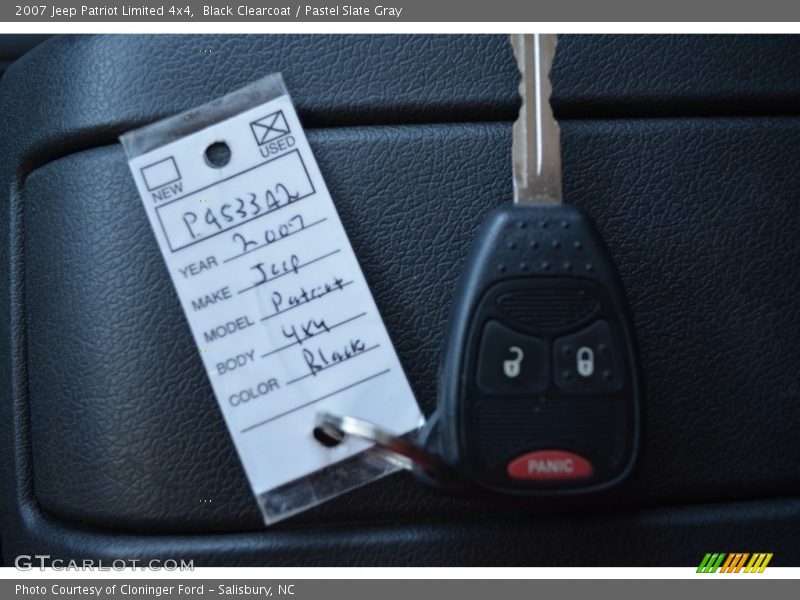 2007 Jeep Patriot Limited 4x4, Black Clearcoat / Pastel Slate Gray
NEW
USED
P9533A2
YEAR 2007
MAKE Jeep
MODEL Patriot
BODY 4x4
COLOR Black
PANIC
GTCARLOT.COM
Photo Courtesy of Cloninger Ford – Salisbury, NC